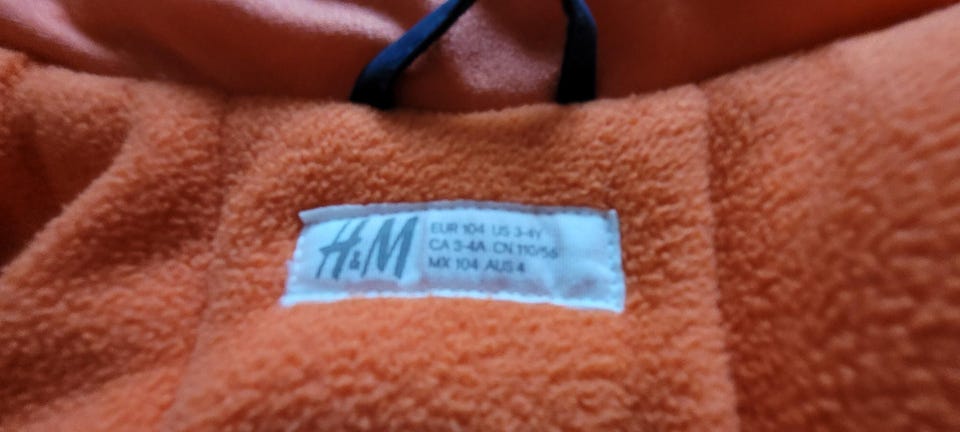 H&M
EUR 104 US 3-4Y
CA 3-4A CN 110/56
MX 104 AUS 4